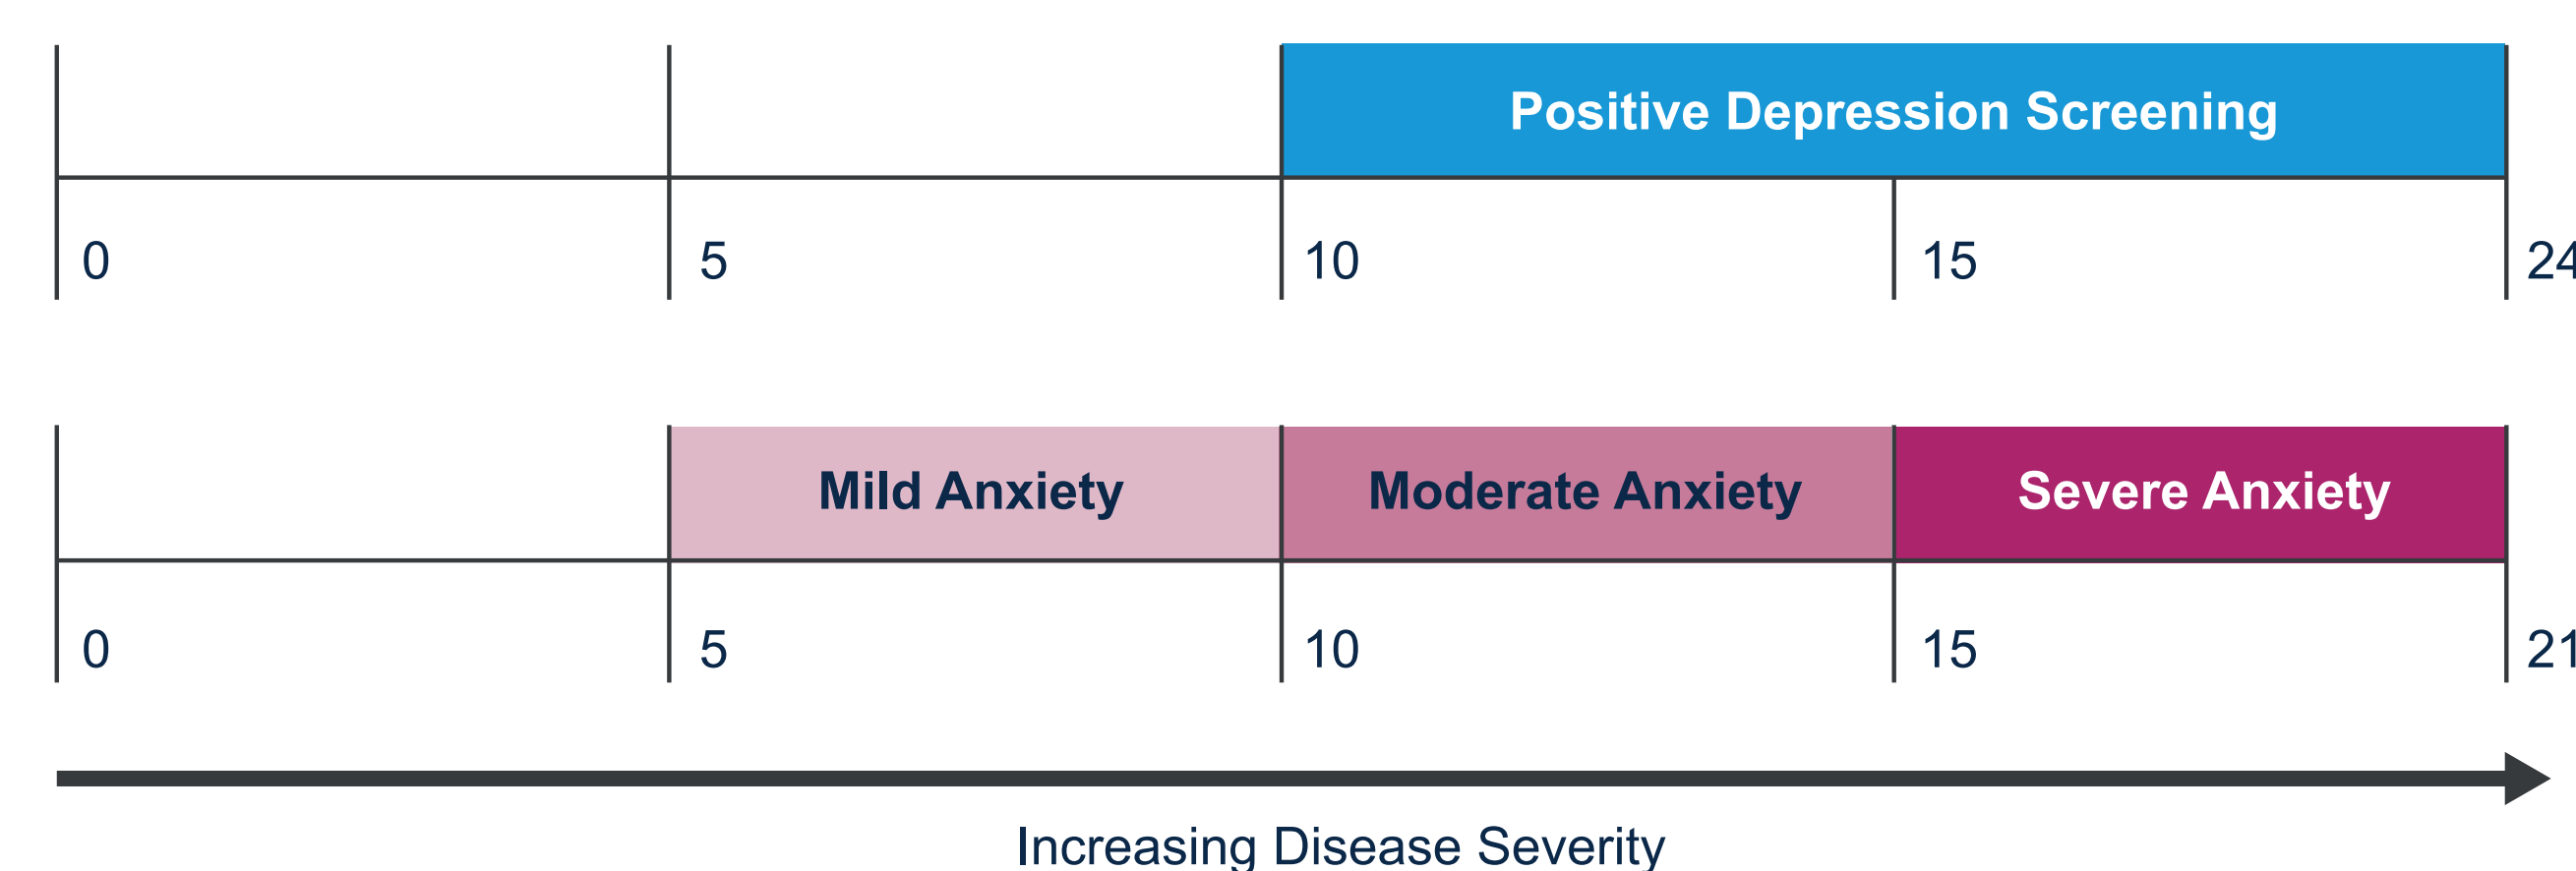 Positive Depression Screening
0 5 10 15 24
Mild Anxiety Moderate Anxiety Severe Anxiety
0 5 10 15 21
Increasing Disease Severity